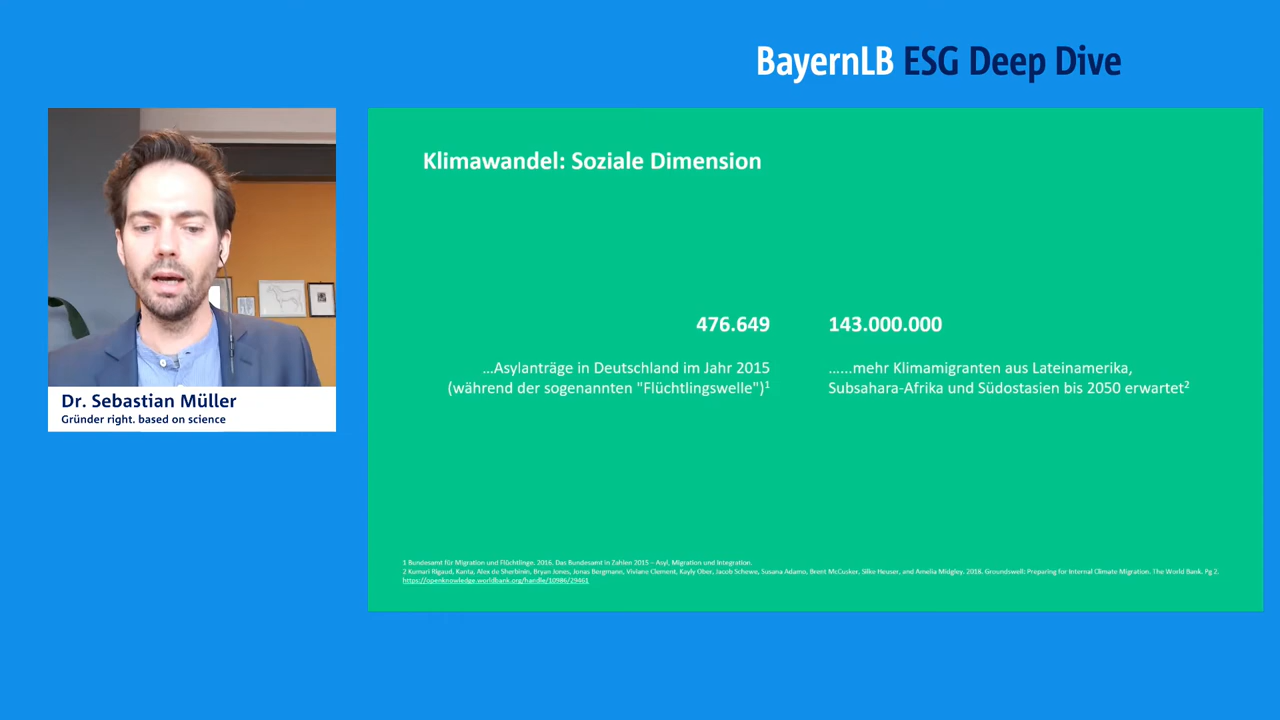 BayernLB ESG Deep Dive
Klimawandel: Soziale Dimension
476.649
…Asylanträge in Deutschland im Jahr 2015
(während der sogenannten "Flüchtlingswelle")¹
143.000.000
…...mehr Klimamigranten aus Lateinamerika,
Subsahara-Afrika und Südostasien bis 2050 erwartet²
Dr. Sebastian Müller
Gründer right. based on science
1 Bundesamt für Migration und Flüchtlinge. 2016. Das Bundesamt in Zahlen 2015 – Asyl, Migration und Integration.
2 Kumari Rigaud, Kanta, Alex de Sherbinin, Bryan Jones, Jonas Bergmann, Viviane Clement, Kayly Ober, Jacob Schewe, Susana Adamo, Brent McCusker, Silke Heuser, and Amelia Midgley. 2018. Groundswell: Preparing for Internal Climate Migration. The World Bank. Pg 2.
https://openknowledge.worldbank.org/handle/10986/29461